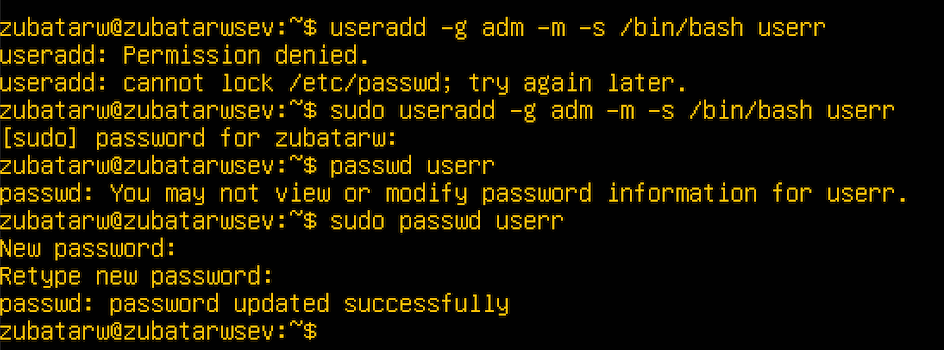 zubatarw@zubatarwsev:~$ useradd -g adm -m -s /bin/bash userr
useradd: Permission denied.
useradd: cannot lock /etc/passwd; try again later.
zubatarw@zubatarwsev:~$ sudo useradd -g adm -m -s /bin/bash userr
[sudo] password for zubatarw:
zubatarw@zubatarwsev:~$ passwd userr
passwd: You may not view or modify password information for userr.
zubatarw@zubatarwsev:~$ sudo passwd userr
New password:
Retype new password:
passwd: password updated successfully
zubatarw@zubatarwsev:~$